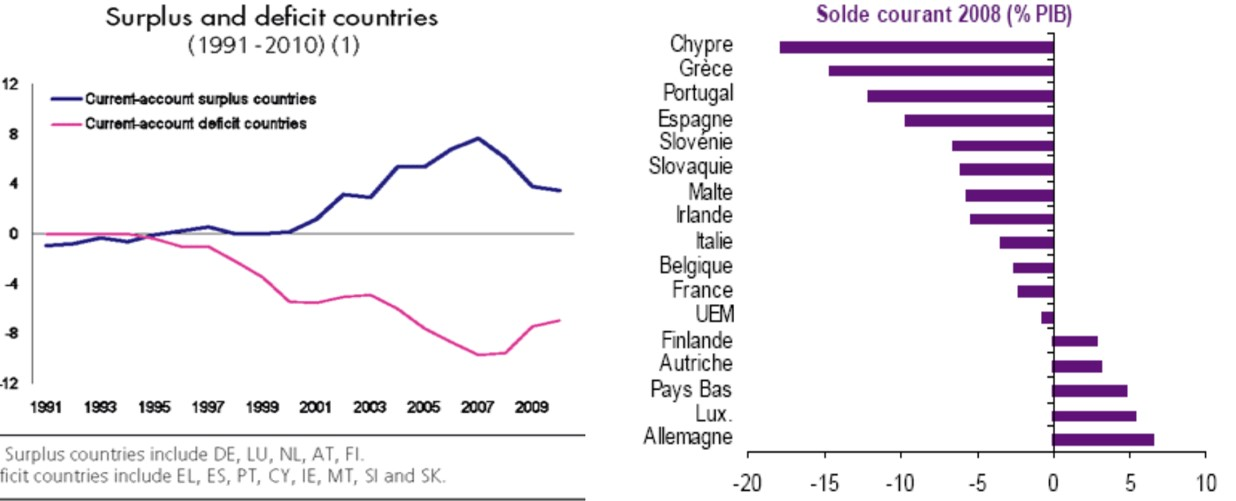 Surplus and deficit countries
(1991 -2010) (1)
12
8
4
0
-4
-8
-12
Current-account surplus countries
Current-account deficit countries
1991 1993 1995 1997 1999 2001 2003 2005 2007 2009
Surplus countries include DE, LU, NL, AT, FI.
ficit countries include EL, ES, PT, CY, IE, MT, SI and SK.
Solde courant 2008 (% PIB)
Chypre
Grèce
Portugal
Espagne
Slovénie
Slovaquie
Malte
Irlande
Italie
Belgique
France
UEM
Finlande
Autriche
Pays Bas
Lux.
Allemagne
-20 -15 -10 -5 0 5 10